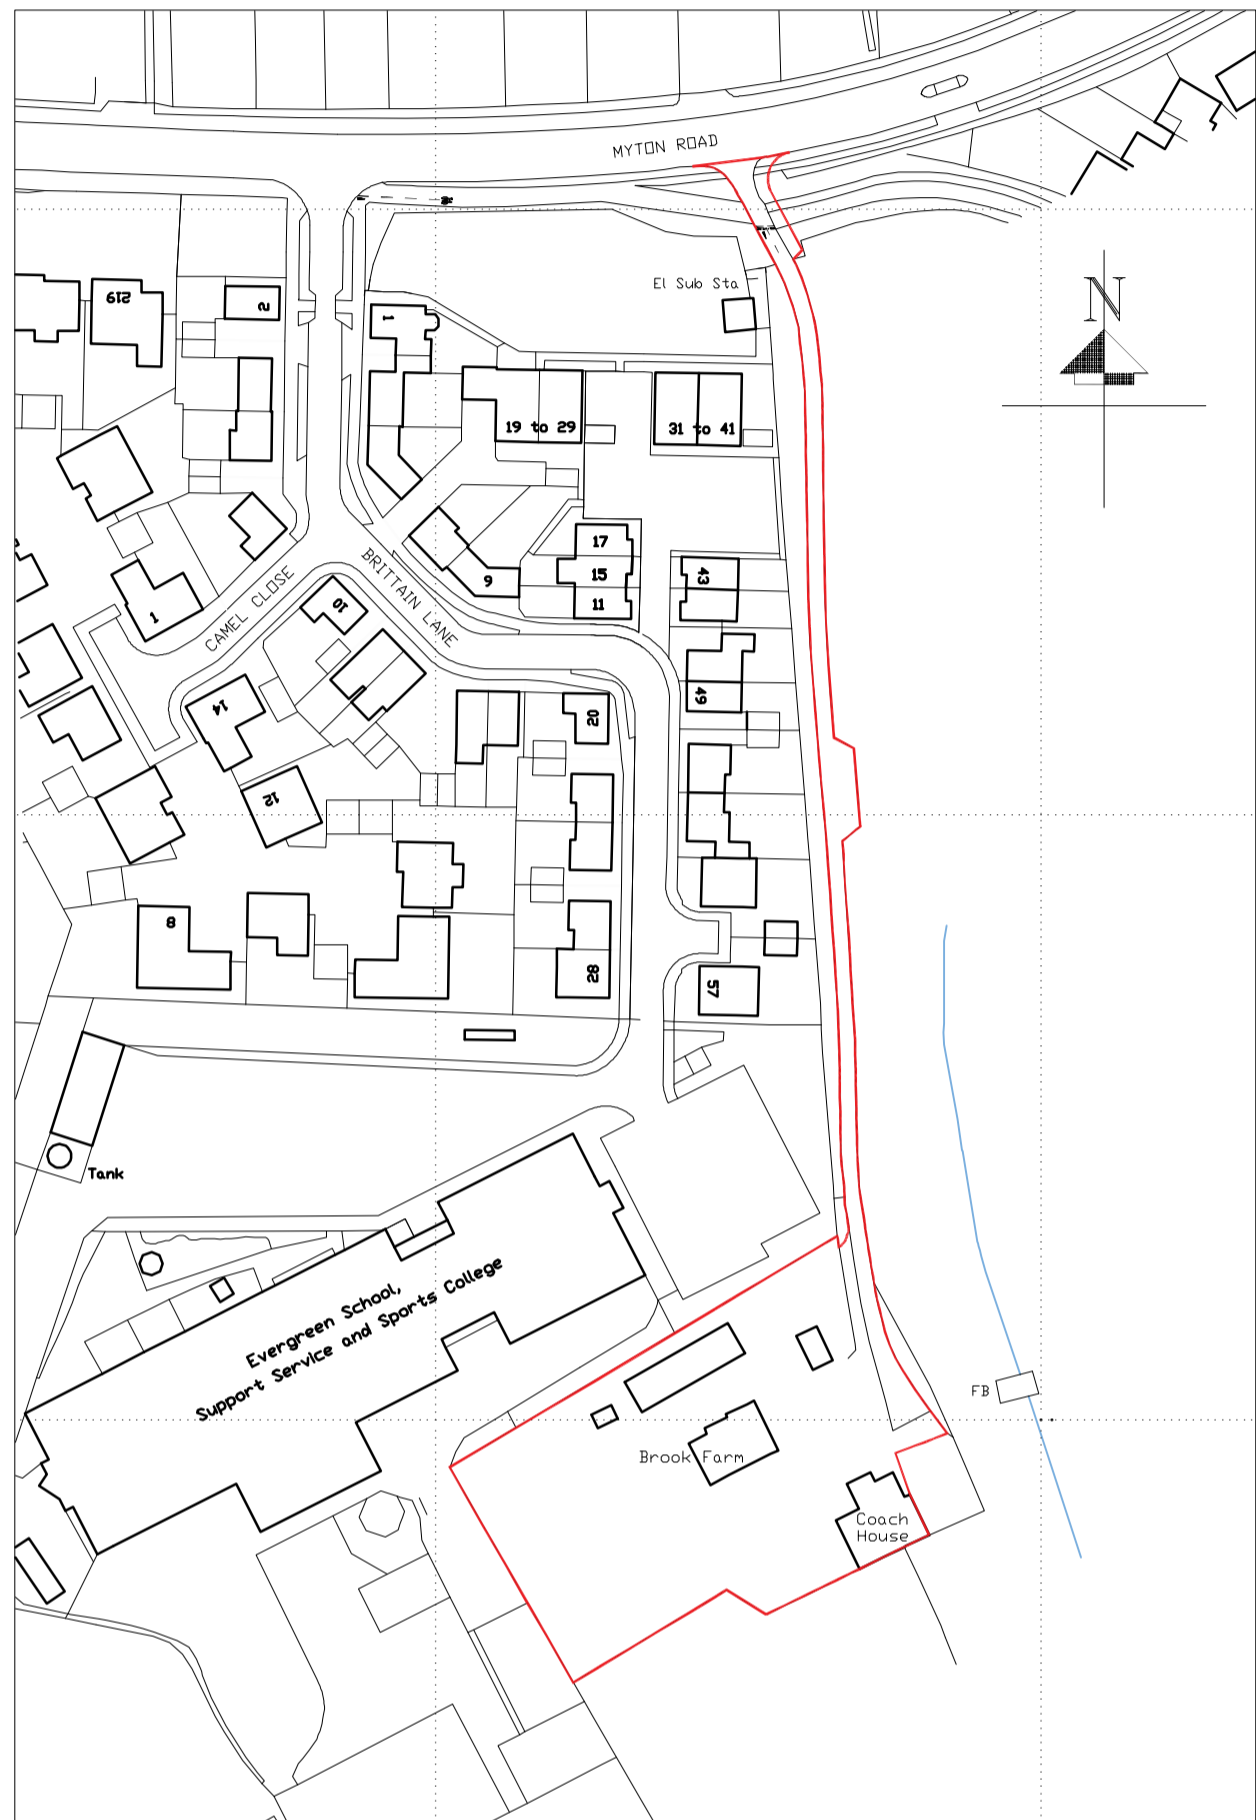 MYTON ROAD
El Sub Sta
N
219
2
1
19 to 29
31 to 41
17
15
11
9
43
49
BRITTAIN LANE
CAMEL CLOSE
1
10
14
12
20
8
28
57
Tank
Evergreen School,
Support Service and Sports College
FB
Brook Farm
Coach
House